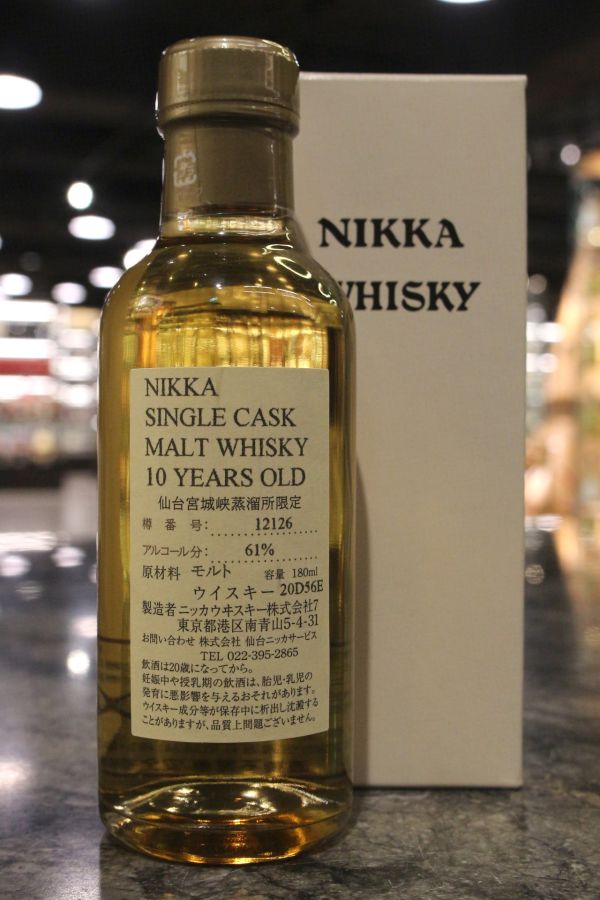 NIKKA
WHISKY
NIKKA
SINGLE CASK
MALT WHISKY
10 YEARS OLD
仙台宮城峡蒸溜所限定
樽番号: 12126
アルコール分: 61%
原材料 モルト 容量 180ml
ウイスキー 20D56E
製造者 ニッカウヰスキー株式会社7
東京都港区南青山5-4-31
お問い合わせ 株式会社 仙台ニッカサービス
TEL 022-395-2865
飲酒は20歳になってから。
妊娠中や授乳期の飲酒は、胎児・乳児の
発育に悪影響を与えるおそれがあります。
ウイスキー成分等が保存中に析出し沈澱する
ことがありますが、品質上問題ございません。